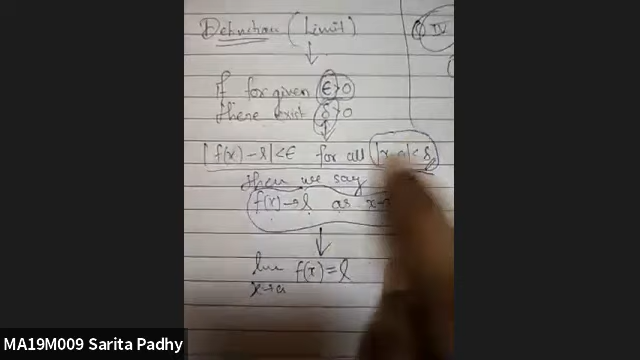 Definition (Limit)
IV
If for given ε>0
there exist δ>0
|f(x)-l|<ε for all |x-a|<δ,
then we say
f(x)→l as x→
lim f(x)=l
x→a
MA19M009 Sarita Padhy